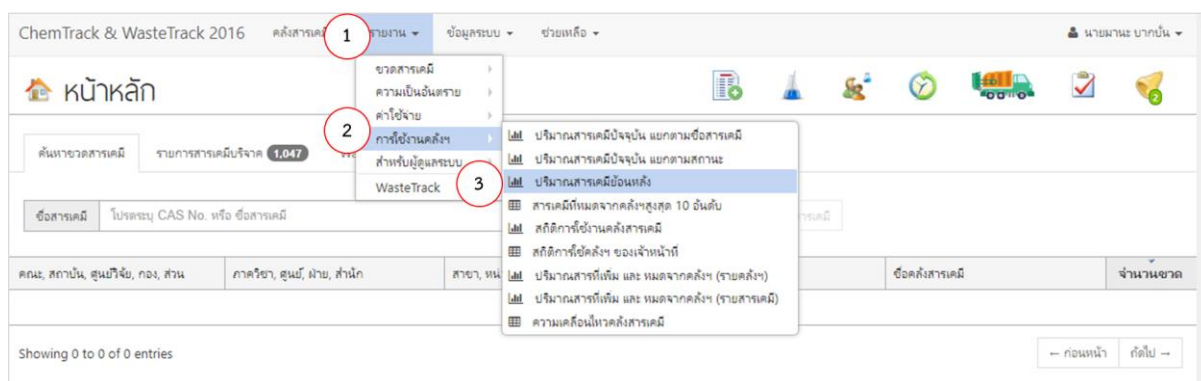 ChemTrack & WasteTrack 2016 คลังสารเคมี 1 รายงาน ข้อมูลระบบ ช่วยเหลือ นายมานะ บากบั่น
หน้าหลัก
2
ขวดสารเคมี
ความเป็นอันตราย
ค่าใช้จ่าย
2 การใช้งานคลังฯ
สำหรับผู้ดูแลระบบ
WasteTrack 3
ปริมาณสารเคมีปัจจุบัน แยกตามชื่อสารเคมี
ปริมาณสารเคมีปัจจุบัน แยกตามสถานะ
ปริมาณสารเคมีย้อนหลัง
สารเคมีที่หมดจากคลังฯสูงสุด 10 อันดับ
สถิติการใช้งานคลังสารเคมี
สถิติการใช้คลังฯ ของเจ้าหน้าที่
ปริมาณสารที่เพิ่ม และ หมดจากคลังฯ (รายคลังฯ)
ปริมาณสารที่เพิ่ม และ หมดจากคลังฯ (รายสารเคมี)
ความเคลื่อนไหวคลังสารเคมี
ค้นหาขวดสารเคมี รายการสารเคมีบริจาค 1,047
ชื่อสารเคมี โปรดระบุ CAS No. หรือ ชื่อสารเคมี
คณะ, สถาบัน, ศูนย์วิจัย, กอง, ส่วน ภาควิชา, ศูนย์, ฝ่าย, สำนัก สาขา, ชื่อคลังสารเคมี จำนวนขวด
Showing 0 to 0 of 0 entries ← ก่อนหน้า ถัดไป →